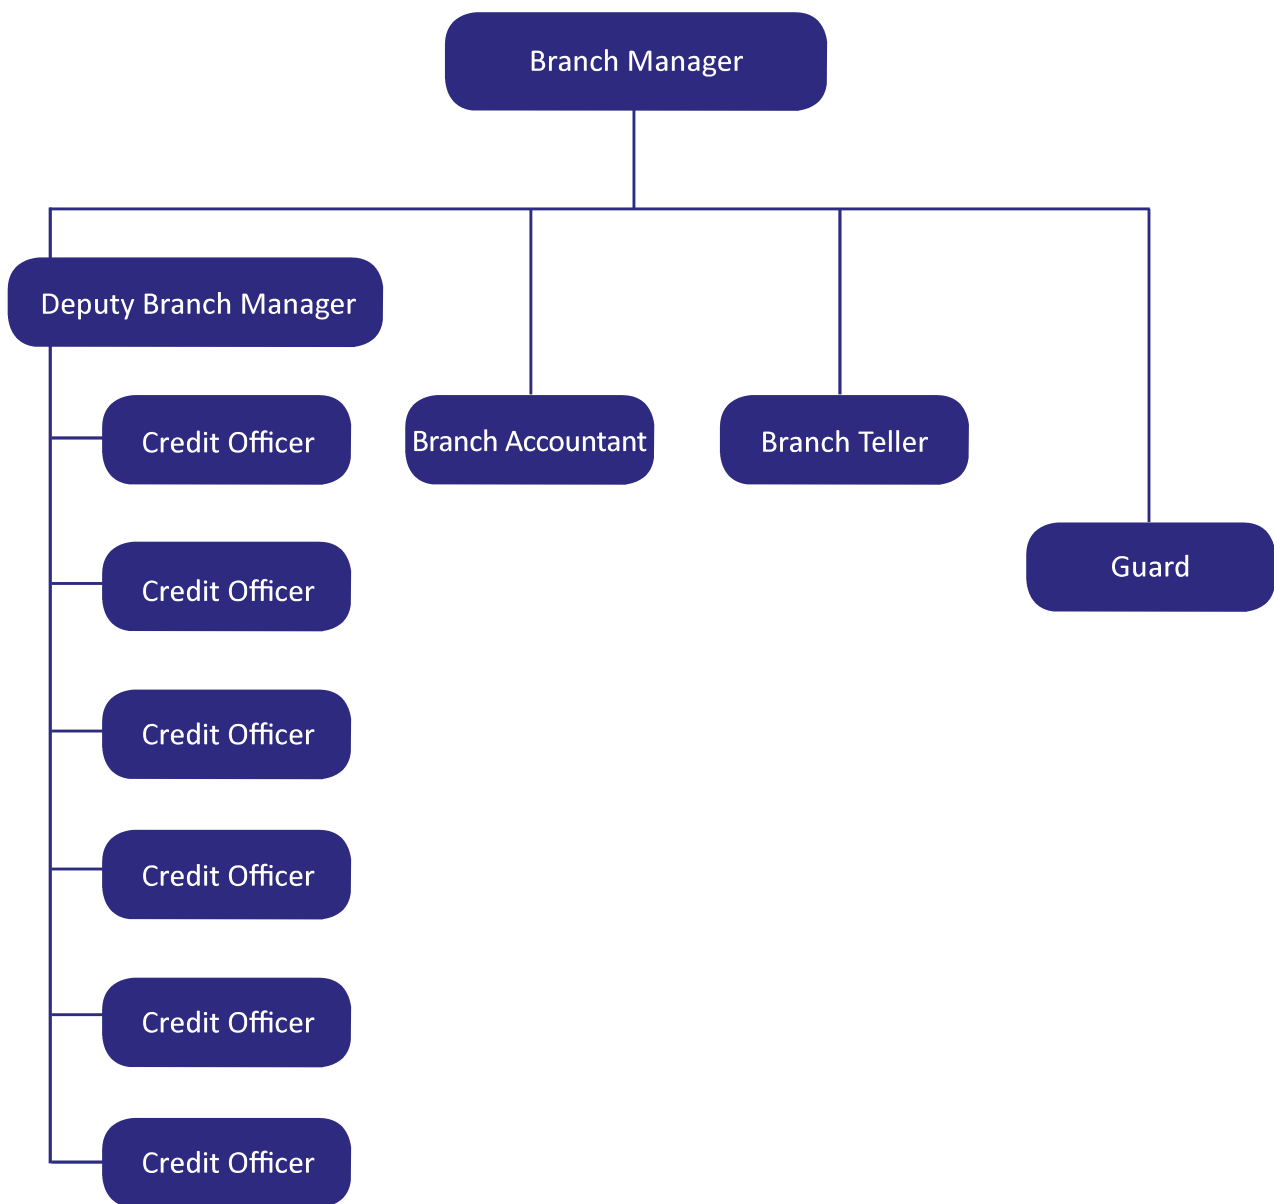 Branch Manager
Deputy Branch Manager
Credit Officer
Branch Accountant
Branch Teller
Credit Officer
Guard
Credit Officer
Credit Officer
Credit Officer
Credit Officer